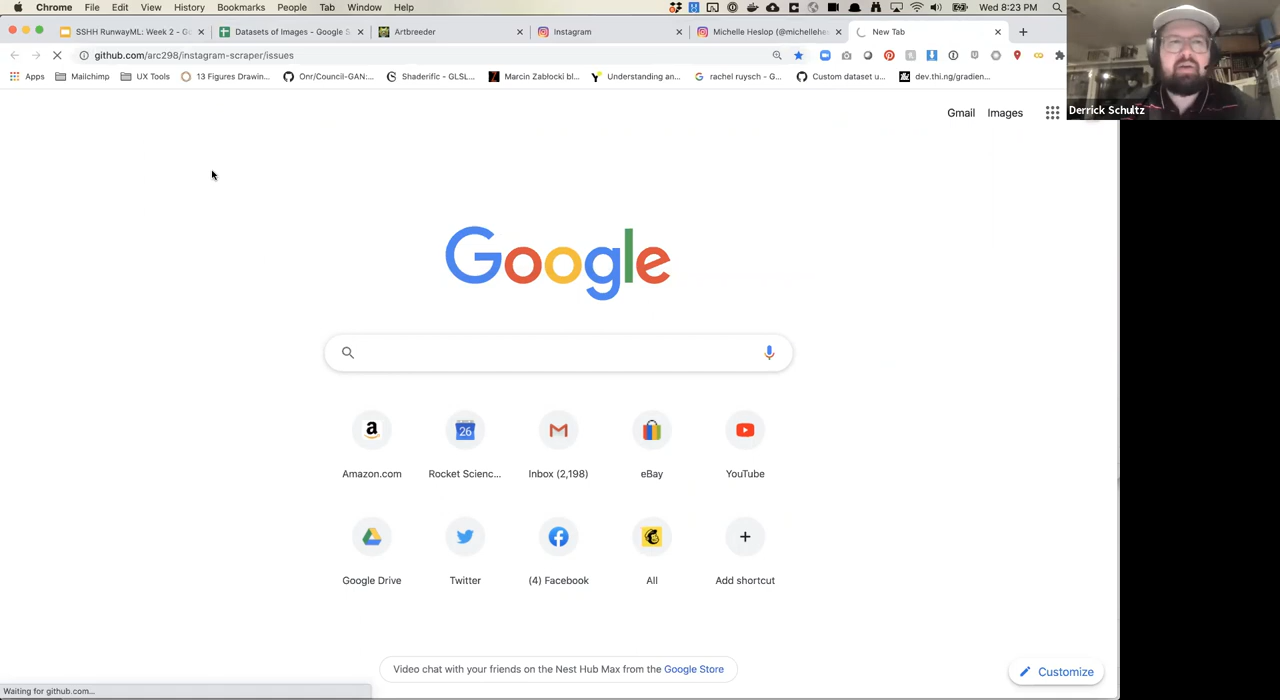 Chrome File Edit View History Bookmarks People Tab Window Help Wed 8:23 PM
SSHH RunwayML: Week 2 - Go Datasets of Images - Google S Artbreeder Instagram Michelle Heslop (@michellehe New Tab
github.com/arc298/instagram-scraper/issues
Apps Mailchimp UX Tools 13 Figures Drawin... Onr/Council-GAN:... Shaderific - GLSL... Marcin Zablocki bl... Understanding an... rachel ruysch - G... Custom dataset u... dev.thi.ng/gradien...
Derrick Schultz
Gmail Images
Google
26
Amazon.com Rocket Scienc... Inbox (2,198) eBay YouTube
Google Drive Twitter (4) Facebook All Add shortcut
Video chat with your friends on the Nest Hub Max from the Google Store
Customize
Waiting for github.com...